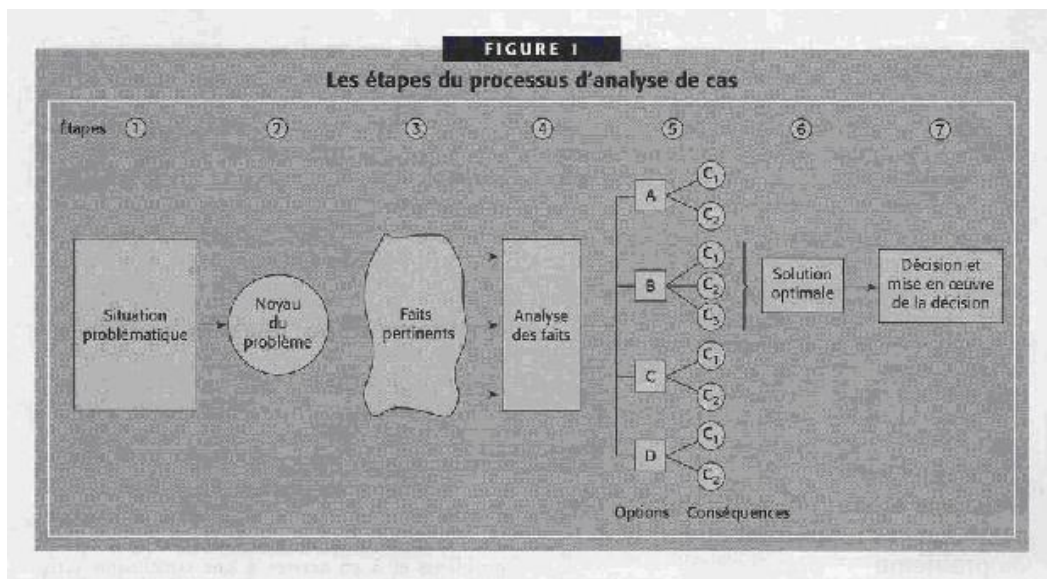 FIGURE 1
Les étapes du processus d'analyse de cas
Étapes 1 2 3 4 5 6 7
Situation
problématique
Noyau
du
problème
Faits
pertinents
Analyse
des faits
A
C1
C2
B
C1
C2
C3
C
C1
C2
D
C1
C2
Options Conséquences
Solution
optimale
Décision et
mise en œuvre
de la décision